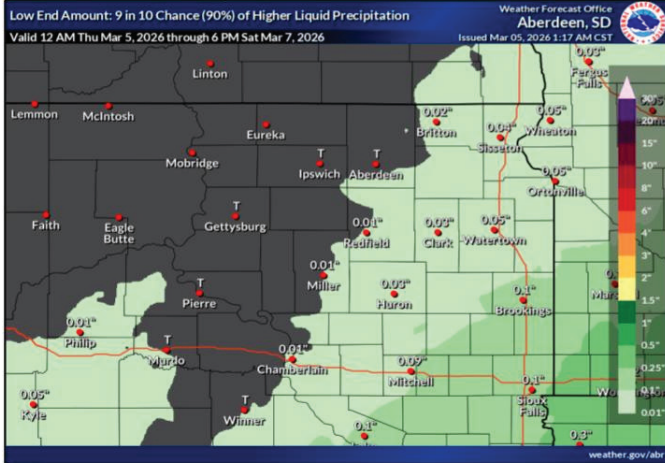 Low End Amount: 9 in 10 Chance (90%) of Higher Liquid Precipitation
Valid 12 AM Thu Mar 5, 2026 through 6 PM Sat Mar 7, 2026
Weather Forecast Office
Aberdeen, SD
Issued Mar 05, 2026 1:17 AM CST
0.03"
Fergus Falls
Linton
Lemmon
McIntosh
0.02"
Britton
0.04"
Sisseton
0.05"
Wheaton
Eureka
Mobridge
T
Ipswich
T
Aberdeen
0.05"
Ortonville
Faith
Eagle Butte
T
Gettysburg
0.01"
Redfield
0.03"
Clark
0.05"
Watertown
0.01"
Miller
T
Pierre
0.03"
Huron
0.1"
Brookings
0.01"
Philip
T
Murdo
0.01"
Chamberlain
0.09"
Mitchell
0.1"
Sioux Falls
0.05"
Kyle
T
Winner
0.1"
0.3"
30"
20"
15"
10"
8"
6"
4"
3"
2"
1.5"
1"
0.5"
0.25"
0.1"
0.01"
weather.gov/abr